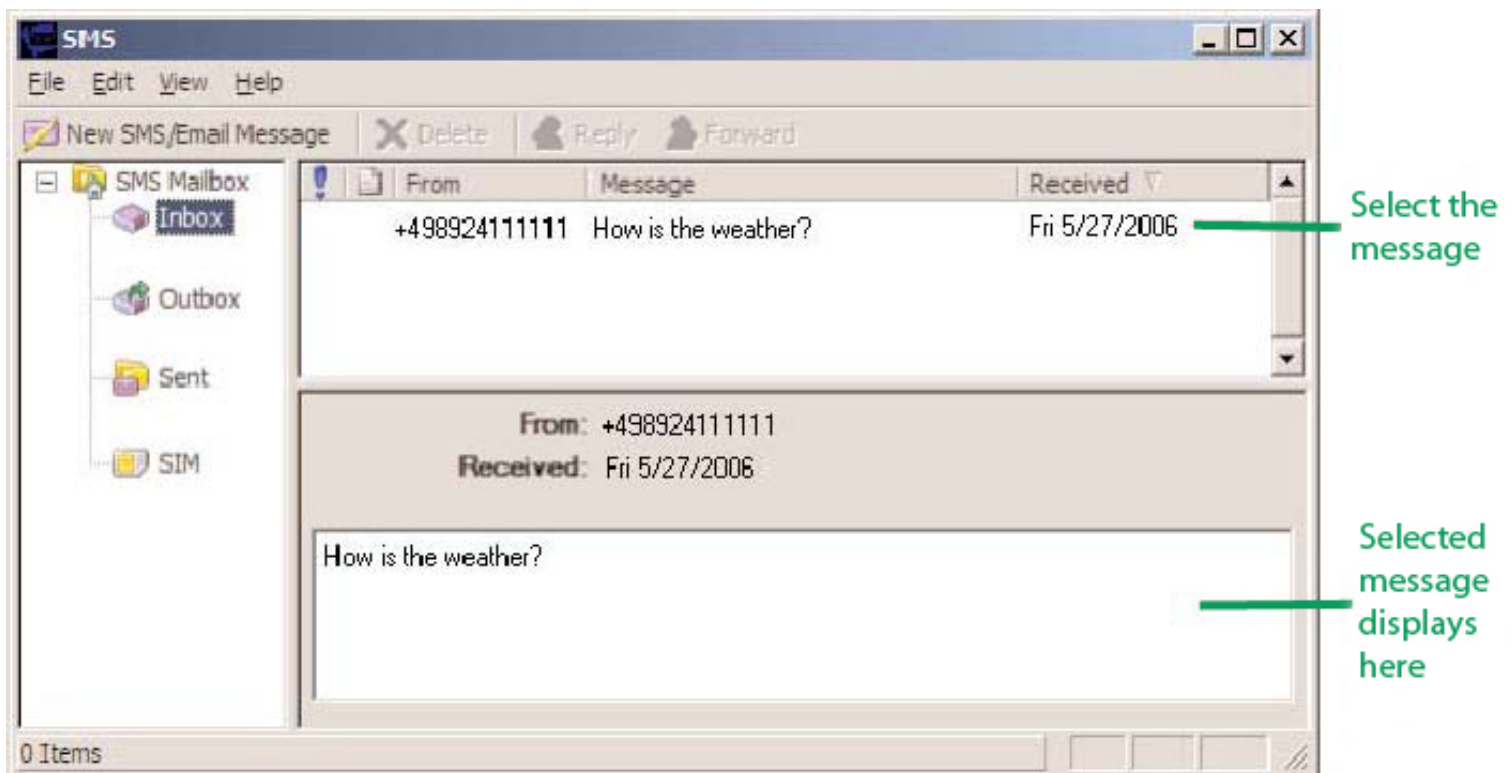 SMS
File Edit View Help
New SMS/Email Message Delete Reply Forward
SMS Mailbox
Inbox
Outbox
Sent
SIM
From Message Received
+498924111111 How is the weather? Fri 5/27/2006
From: +498924111111
Received: Fri 5/27/2006
How is the weather?
0 Items
Select the
message
Selected
message
displays
here